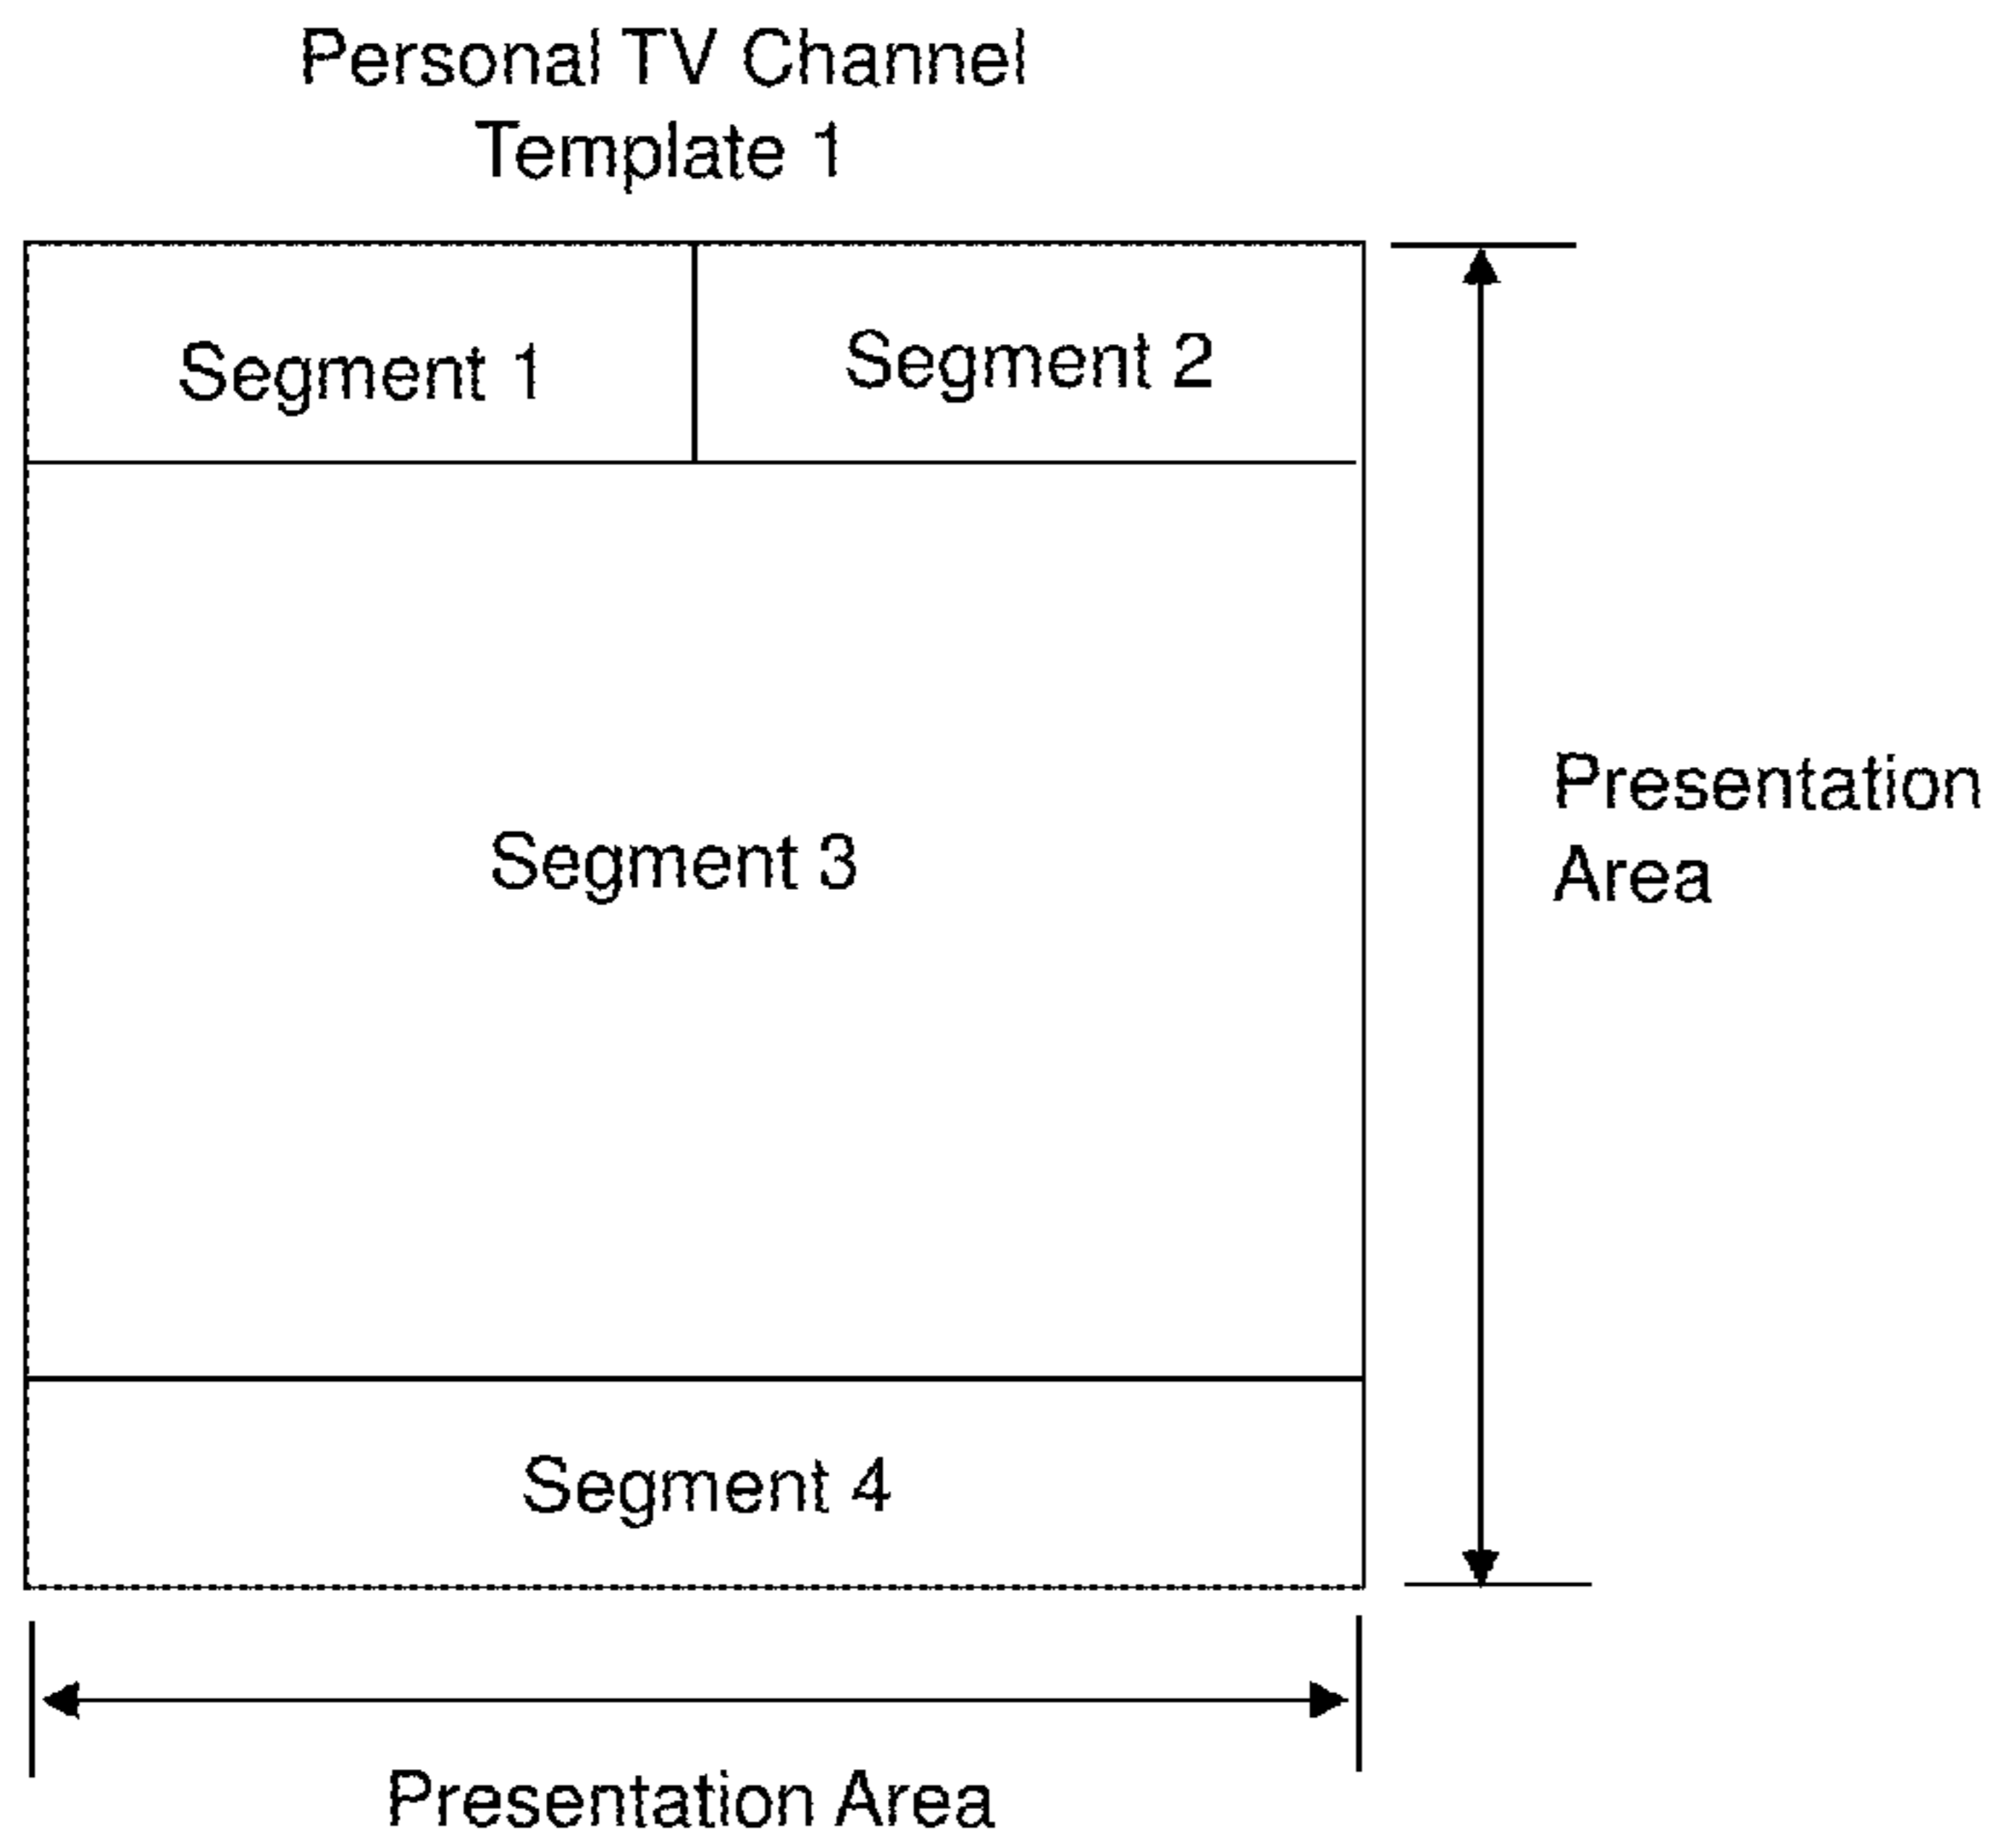 Personal TV Channel
Template 1
Segment 1
Segment 2
Segment 3
Presentation
Area
Segment 4
Presentation Area